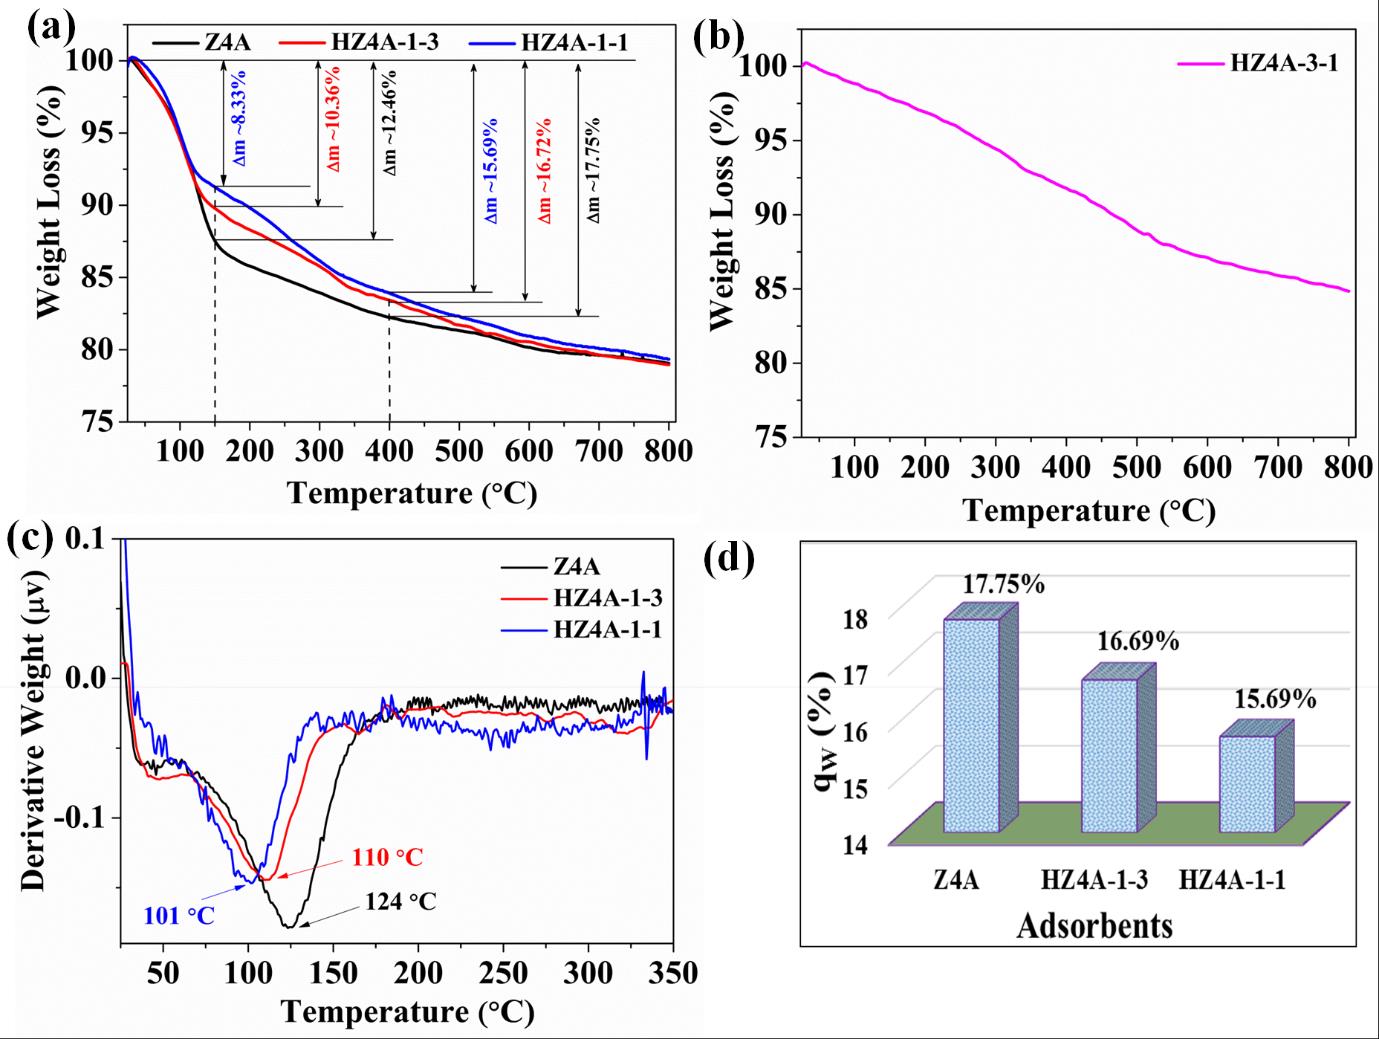 (a)
Z4A HZ4A-1-3 HZ4A-1-1
Weight Loss (%)
100
95
90
85
80
75
Δm ~8.33%
Δm ~10.36%
Δm ~12.46%
Δm ~15.69%
Δm ~16.72%
Δm ~17.75%
100 200 300 400 500 600 700 800
Temperature (°C)
(b)
HZ4A-3-1
Weight Loss (%)
100
95
90
85
80
75
100 200 300 400 500 600 700 800
Temperature (°C)
(c)
Z4A
HZ4A-1-3
HZ4A-1-1
Derivative Weight (μv)
0.1
0.0
-0.1
110 °C
124 °C
101 °C
50 100 150 200 250 300 350
Temperature (°C)
(d)
qw (%)
18
17
16
15
14
17.75%
16.69%
15.69%
Z4A HZ4A-1-3 HZ4A-1-1
Adsorbents